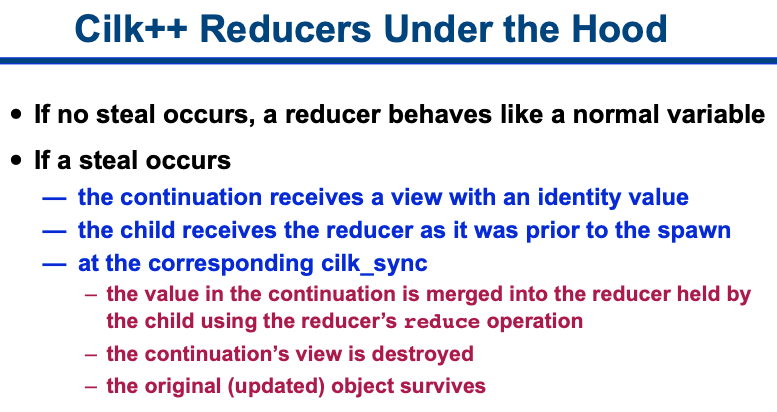 Cilk++ Reducers Under the Hood
• If no steal occurs, a reducer behaves like a normal variable
• If a steal occurs
— the continuation receives a view with an identity value
— the child receives the reducer as it was prior to the spawn
— at the corresponding cilk_sync
– the value in the continuation is merged into the reducer held by
the child using the reducer’s reduce operation
– the continuation’s view is destroyed
– the original (updated) object survives